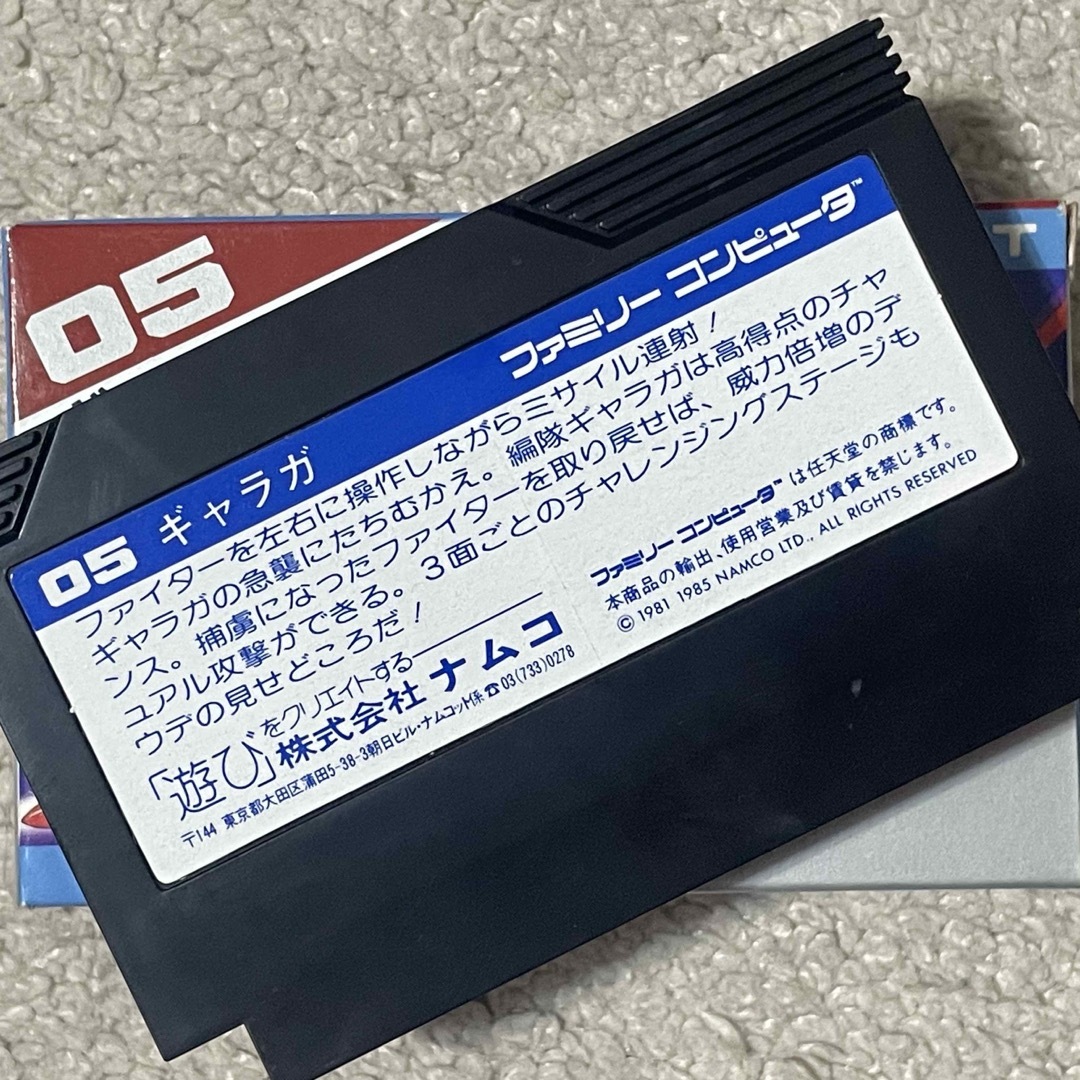 05
T
05 ギャラガ ファミリー コンピュータ™
ファイターを左右に操作しながらミサイル連射！
ギャラガの急襲にたちむかえ。編隊ギャラガは高得点のチャ
ンス。捕虜になったファイターを取り戻せば、威力倍増のデ
ュアル攻撃ができる。3面ごとのチャレンジングステージも
ウデの見せどころだ！
「遊び」をクリエイトする
株式会社ナムコ
〒144 東京都大田区蒲田5-38-3朝日ビル・ナムコット係☎03(733)0278
ファミリー コンピュータ™は任天堂の商標です。
本商品の輸出、使用営業及び賃貸を禁じます。
© 1981 1985 NAMCO LTD., ALL RIGHTS RESERVED